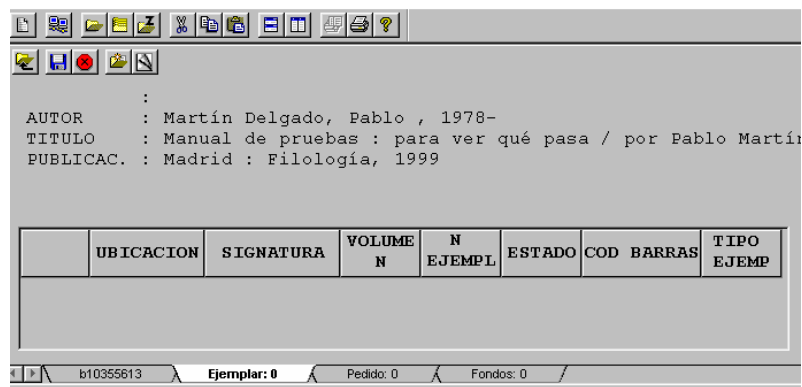 :
AUTOR : Martín Delgado, Pablo , 1978-
TITULO : Manual de pruebas : para ver qué pasa / por Pablo Martín
PUBLICAC. : Madrid : Filología, 1999
UBICACION SIGNATURA VOLUMEN N EJEMPL ESTADO COD BARRAS TIPO EJEMP
b10355613 Ejemplar: 0 Pedido: 0 Fondos: 0